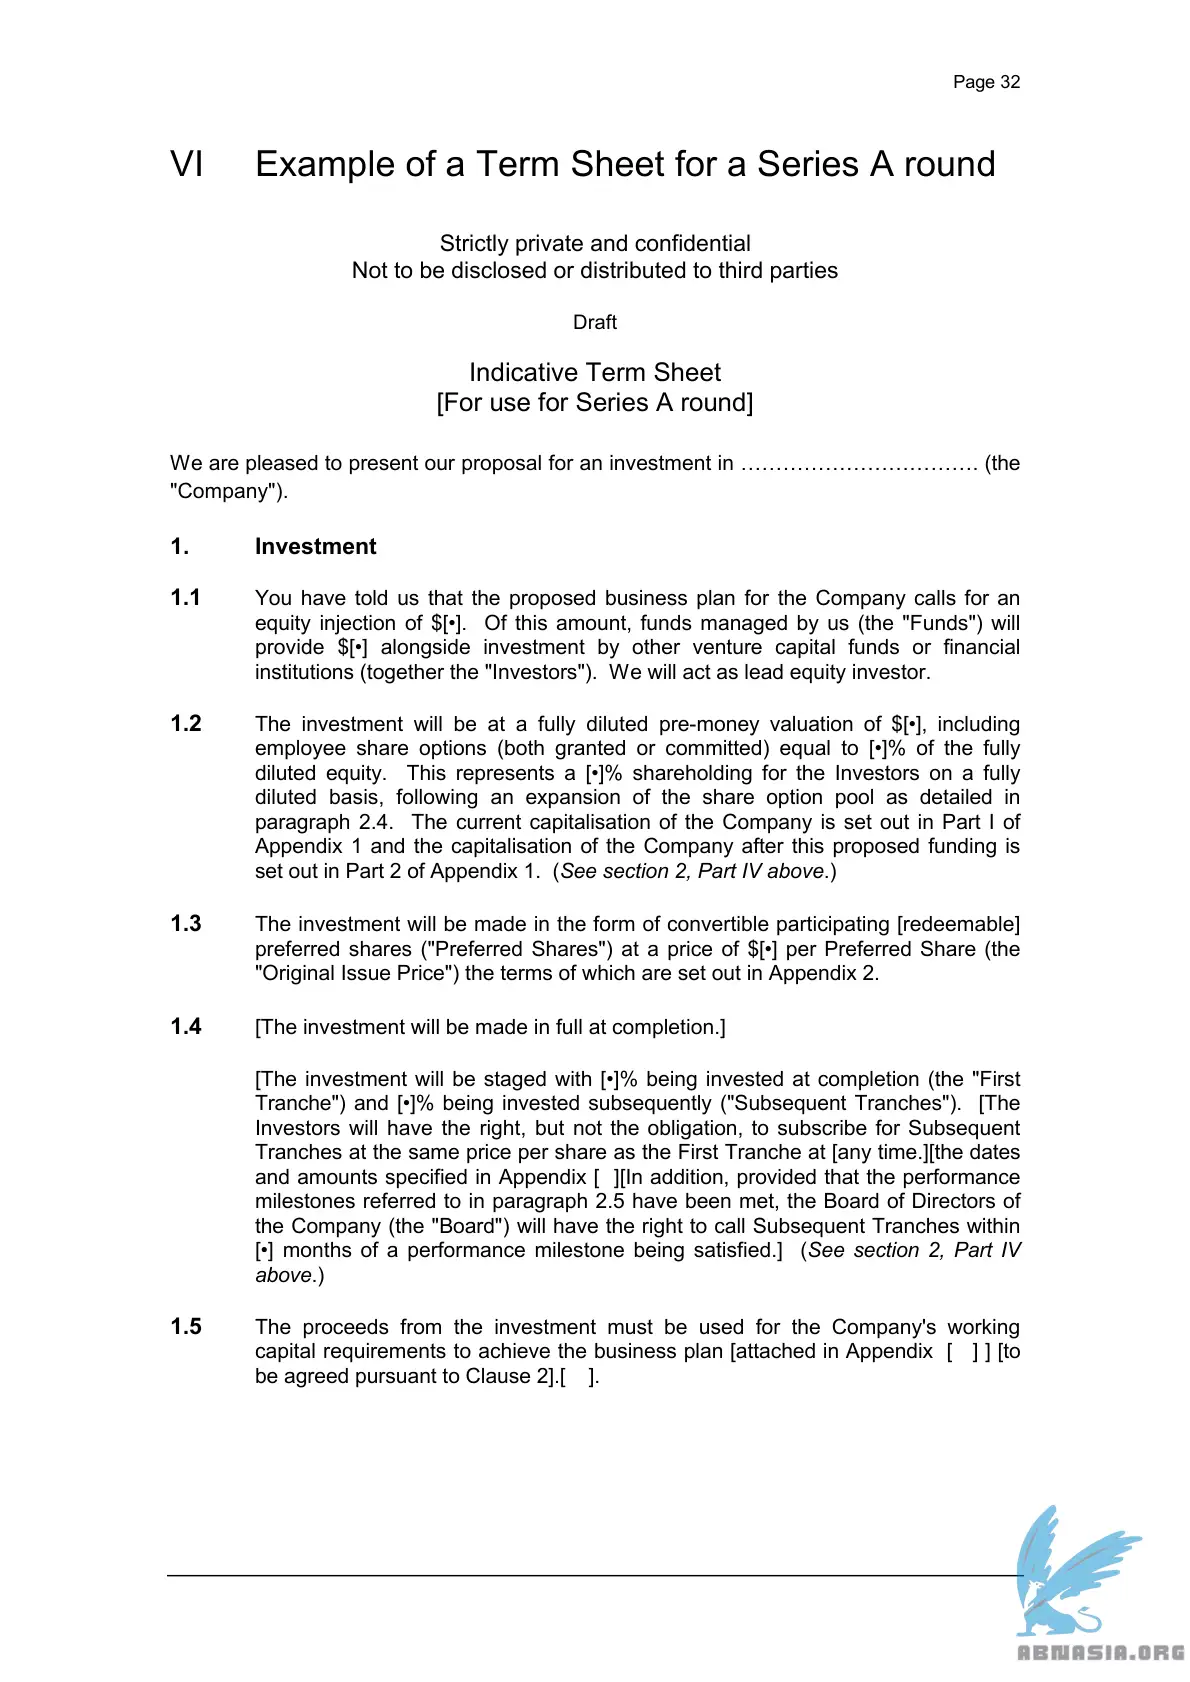 Page 32
VI Example of a Term Sheet for a Series A round
Strictly private and confidential
Not to be disclosed or distributed to third parties
Draft
Indicative Term Sheet
[For use for Series A round]
We are pleased to present our proposal for an investment in ……………………………. (the
"Company").
1. Investment
1.1 You have told us that the proposed business plan for the Company calls for an
equity injection of $[•]. Of this amount, funds managed by us (the "Funds") will
provide $[•] alongside investment by other venture capital funds or financial
institutions (together the "Investors"). We will act as lead equity investor.
1.2 The investment will be at a fully diluted pre-money valuation of $[•], including
employee share options (both granted or committed) equal to [•]% of the fully
diluted equity. This represents a [•]% shareholding for the Investors on a fully
diluted basis, following an expansion of the share option pool as detailed in
paragraph 2.4. The current capitalisation of the Company is set out in Part I of
Appendix 1 and the capitalisation of the Company after this proposed funding is
set out in Part 2 of Appendix 1. (See section 2, Part IV above.)
1.3 The investment will be made in the form of convertible participating [redeemable]
preferred shares ("Preferred Shares") at a price of $[•] per Preferred Share (the
"Original Issue Price") the terms of which are set out in Appendix 2.
1.4 [The investment will be made in full at completion.]
[The investment will be staged with [•]% being invested at completion (the "First
Tranche") and [•]% being invested subsequently ("Subsequent Tranches"). [The
Investors will have the right, but not the obligation, to subscribe for Subsequent
Tranches at the same price per share as the First Tranche at [any time.][the dates
and amounts specified in Appendix [ ][In addition, provided that the performance
milestones referred to in paragraph 2.5 have been met, the Board of Directors of
the Company (the "Board") will have the right to call Subsequent Tranches within
[•] months of a performance milestone being satisfied.] (See section 2, Part IV
above.)
1.5 The proceeds from the investment must be used for the Company's working
capital requirements to achieve the business plan [attached in Appendix [ ] ] [to
be agreed pursuant to Clause 2].[ ].
ABNASIA.ORG